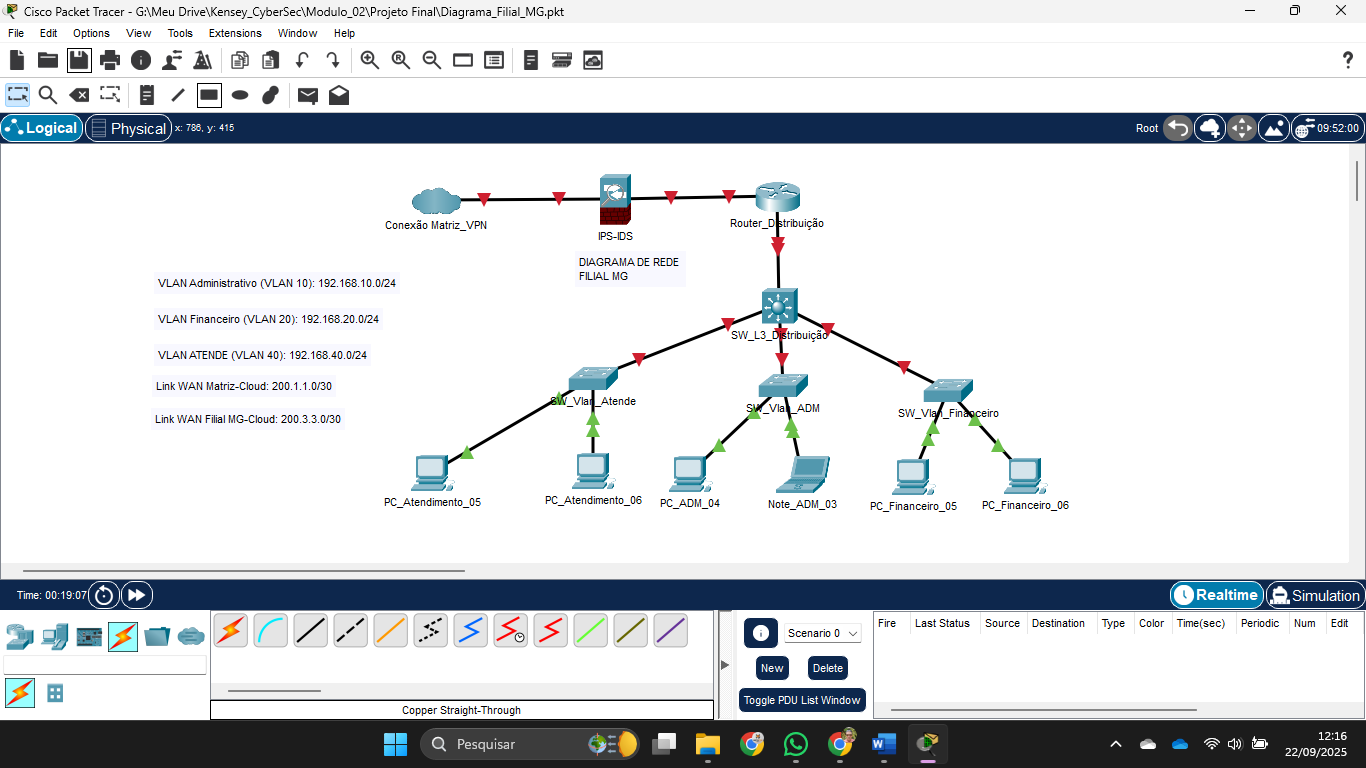 Cisco Packet Tracer - G:\Meu Drive\Kensey_CyberSec\Modulo_02\Projeto Final\Diagrama_Filial_MG.pkt
File Edit Options View Tools Extensions Window Help
?
Logical Physical x: 786, y: 415 Root 09:52:00
Conexão Matriz_VPN
IPS-IDS
Router_Distribuição
DIAGRAMA DE REDE
FILIAL MG
VLAN Administrativo (VLAN 10): 192.168.10.0/24
VLAN Financeiro (VLAN 20): 192.168.20.0/24
VLAN ATENDE (VLAN 40): 192.168.40.0/24
Link WAN Matriz-Cloud: 200.1.1.0/30
Link WAN Filial MG-Cloud: 200.3.3.0/30
SW_L3_Distribuição
SW_Vlan_Atende
SW_Vlan_ADM
SW_Vlan_Financeiro
PC_Atendimento_05
PC_Atendimento_06
PC_ADM_04
Note_ADM_03
PC_Financeiro_05
PC_Financeiro_06
Time: 00:19:07 Realtime Simulation
Scenario 0
New Delete
Toggle PDU List Window
Fire Last Status Source Destination Type Color Time(sec) Periodic Num Edit
Copper Straight-Through
Pesquisar
12:16
22/09/2025